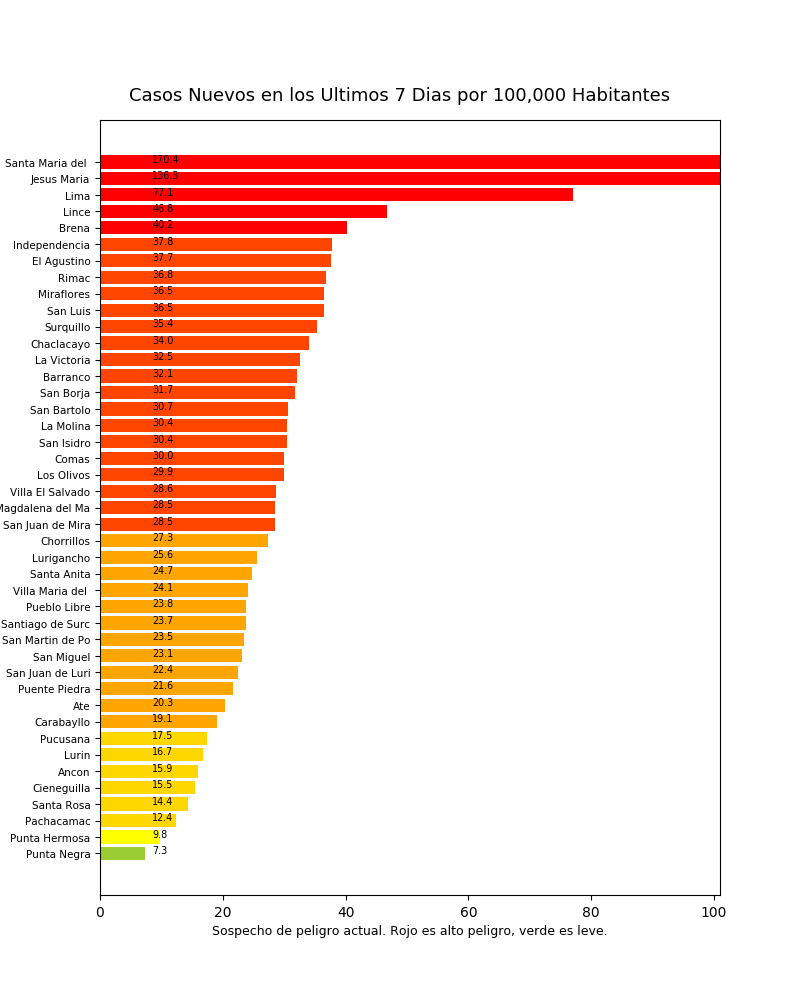 Casos Nuevos en los Ultimos 7 Dias por 100,000 Habitantes
Santa Maria del 170.4
Jesus Maria 136.3
Lima 77.1
Lince 46.8
Brena 40.2
Independencia 37.8
El Agustino 37.7
Rimac 36.8
Miraflores 36.5
San Luis 36.5
Surquillo 35.4
Chaclacayo 34.0
La Victoria 32.5
Barranco 32.1
San Borja 31.7
San Bartolo 30.7
La Molina 30.4
San Isidro 30.4
Comas 30.0
Los Olivos 29.9
Villa El Salvado 28.6
Magdalena del Ma 28.5
San Juan de Mira 28.5
Chorrillos 27.3
Lurigancho 25.6
Santa Anita 24.7
Villa Maria del 24.1
Pueblo Libre 23.8
Santiago de Surc 23.7
San Martin de Po 23.5
San Miguel 23.1
San Juan de Luri 22.4
Puente Piedra 21.6
Ate 20.3
Carabayllo 19.1
Pucusana 17.5
Lurin 16.7
Ancon 15.9
Cieneguilla 15.5
Santa Rosa 14.4
Pachacamac 12.4
Punta Hermosa 9.8
Punta Negra 7.3
0 20 40 60 80 100
Sospecho de peligro actual. Rojo es alto peligro, verde es leve.